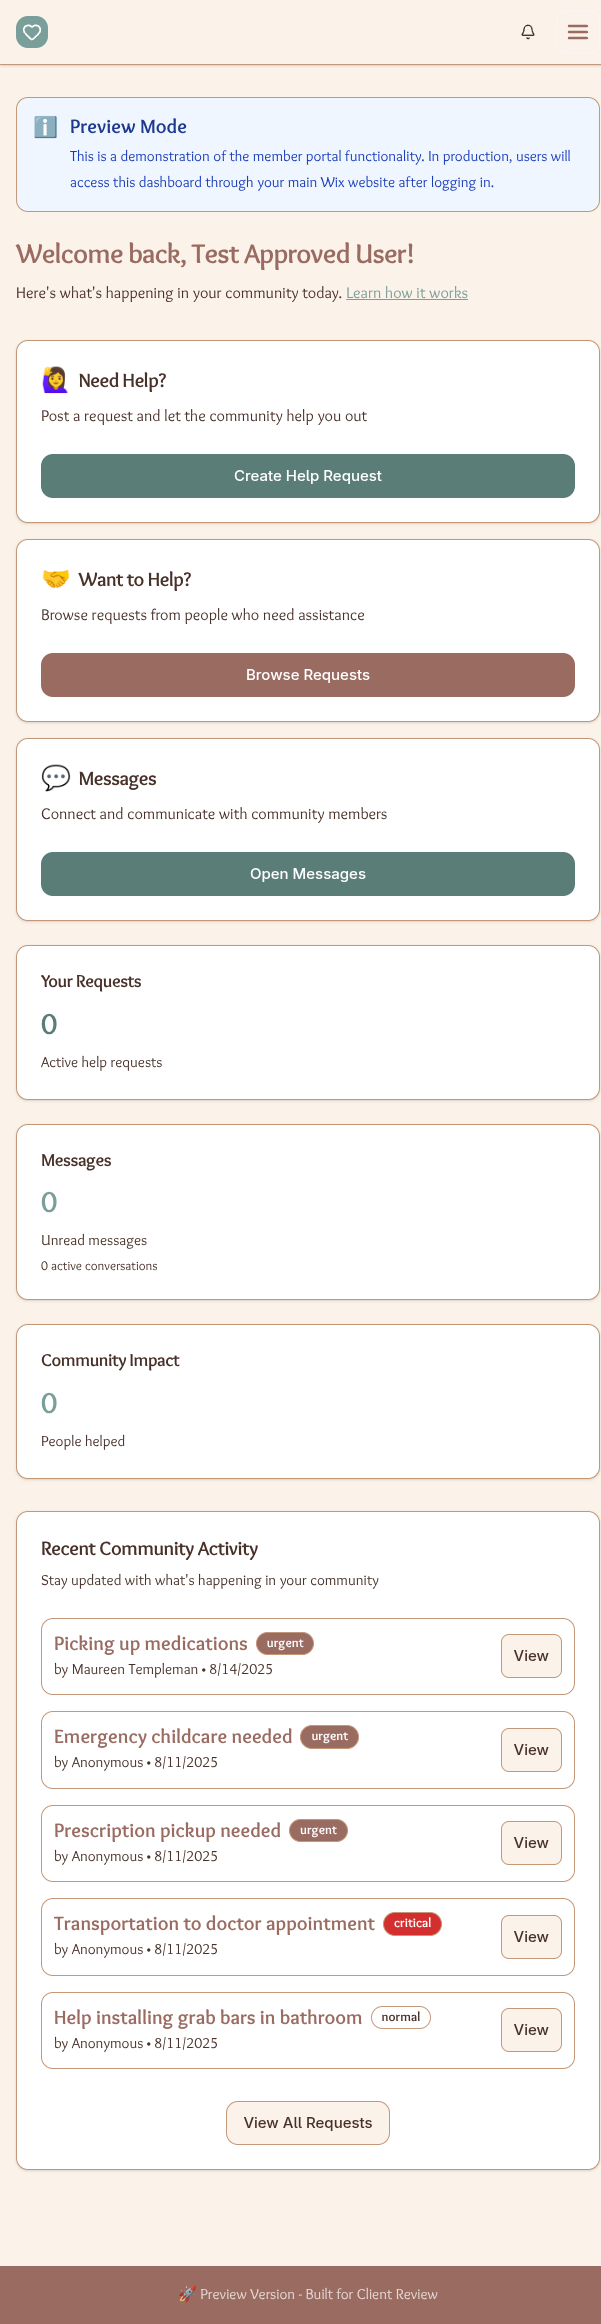 Preview Mode
This is a demonstration of the member portal functionality. In production, users will
access this dashboard through your main Wix website after logging in.
Welcome back, Test Approved User!
Here's what's happening in your community today. Learn how it works
Need Help?
Post a request and let the community help you out
Create Help Request
Want to Help?
Browse requests from people who need assistance
Browse Requests
Messages
Connect and communicate with community members
Open Messages
Your Requests
0
Active help requests
Messages
0
Unread messages
0 active conversations
Community Impact
0
People helped
Recent Community Activity
Stay updated with what's happening in your community
Picking up medications urgent
by Maureen Templeman • 8/14/2025
View
Emergency childcare needed urgent
by Anonymous • 8/11/2025
View
Prescription pickup needed urgent
by Anonymous • 8/11/2025
View
Transportation to doctor appointment critical
by Anonymous • 8/11/2025
View
Help installing grab bars in bathroom normal
by Anonymous • 8/11/2025
View
View All Requests
🚀 Preview Version - Built for Client Review